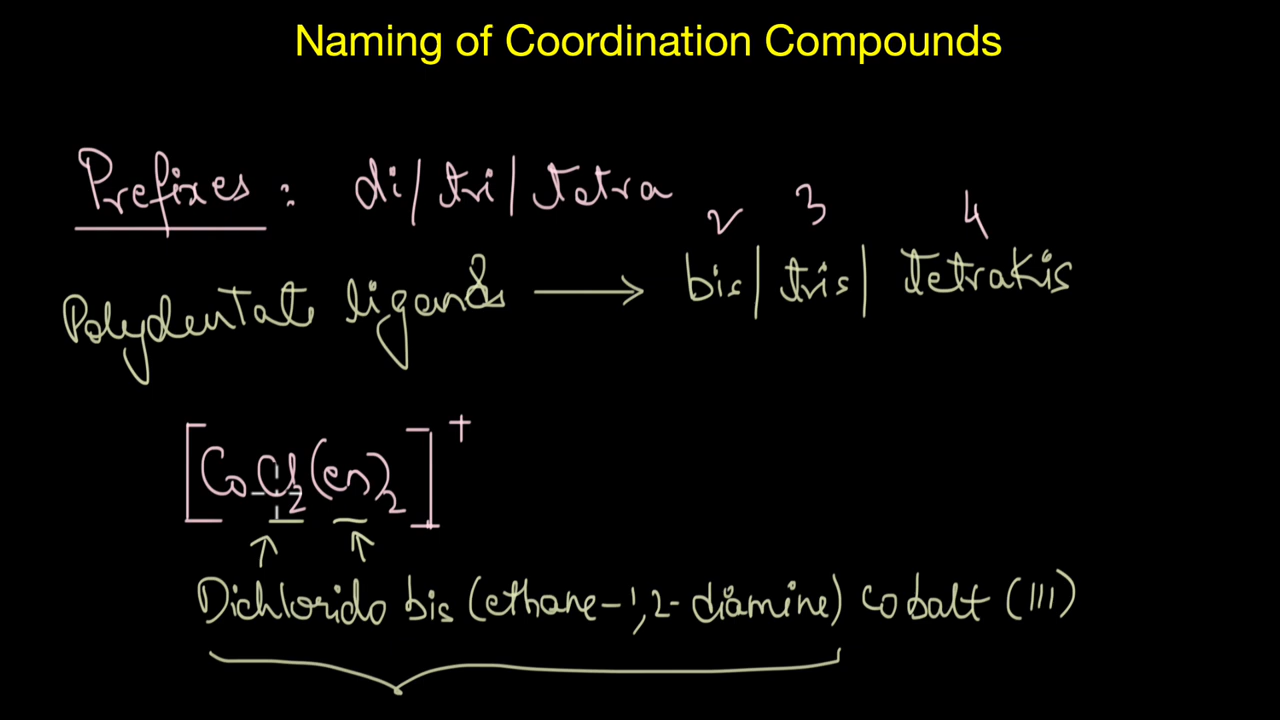 Naming of Coordination Compounds
Prefixes : di/ tri/ tetra
2 3 4
Polydentate ligands → bis/ tris/ tetrakis
[CoCl₂(en)₂]⁺
Dichlorido bis (ethane-1,2-diamine) cobalt (III)